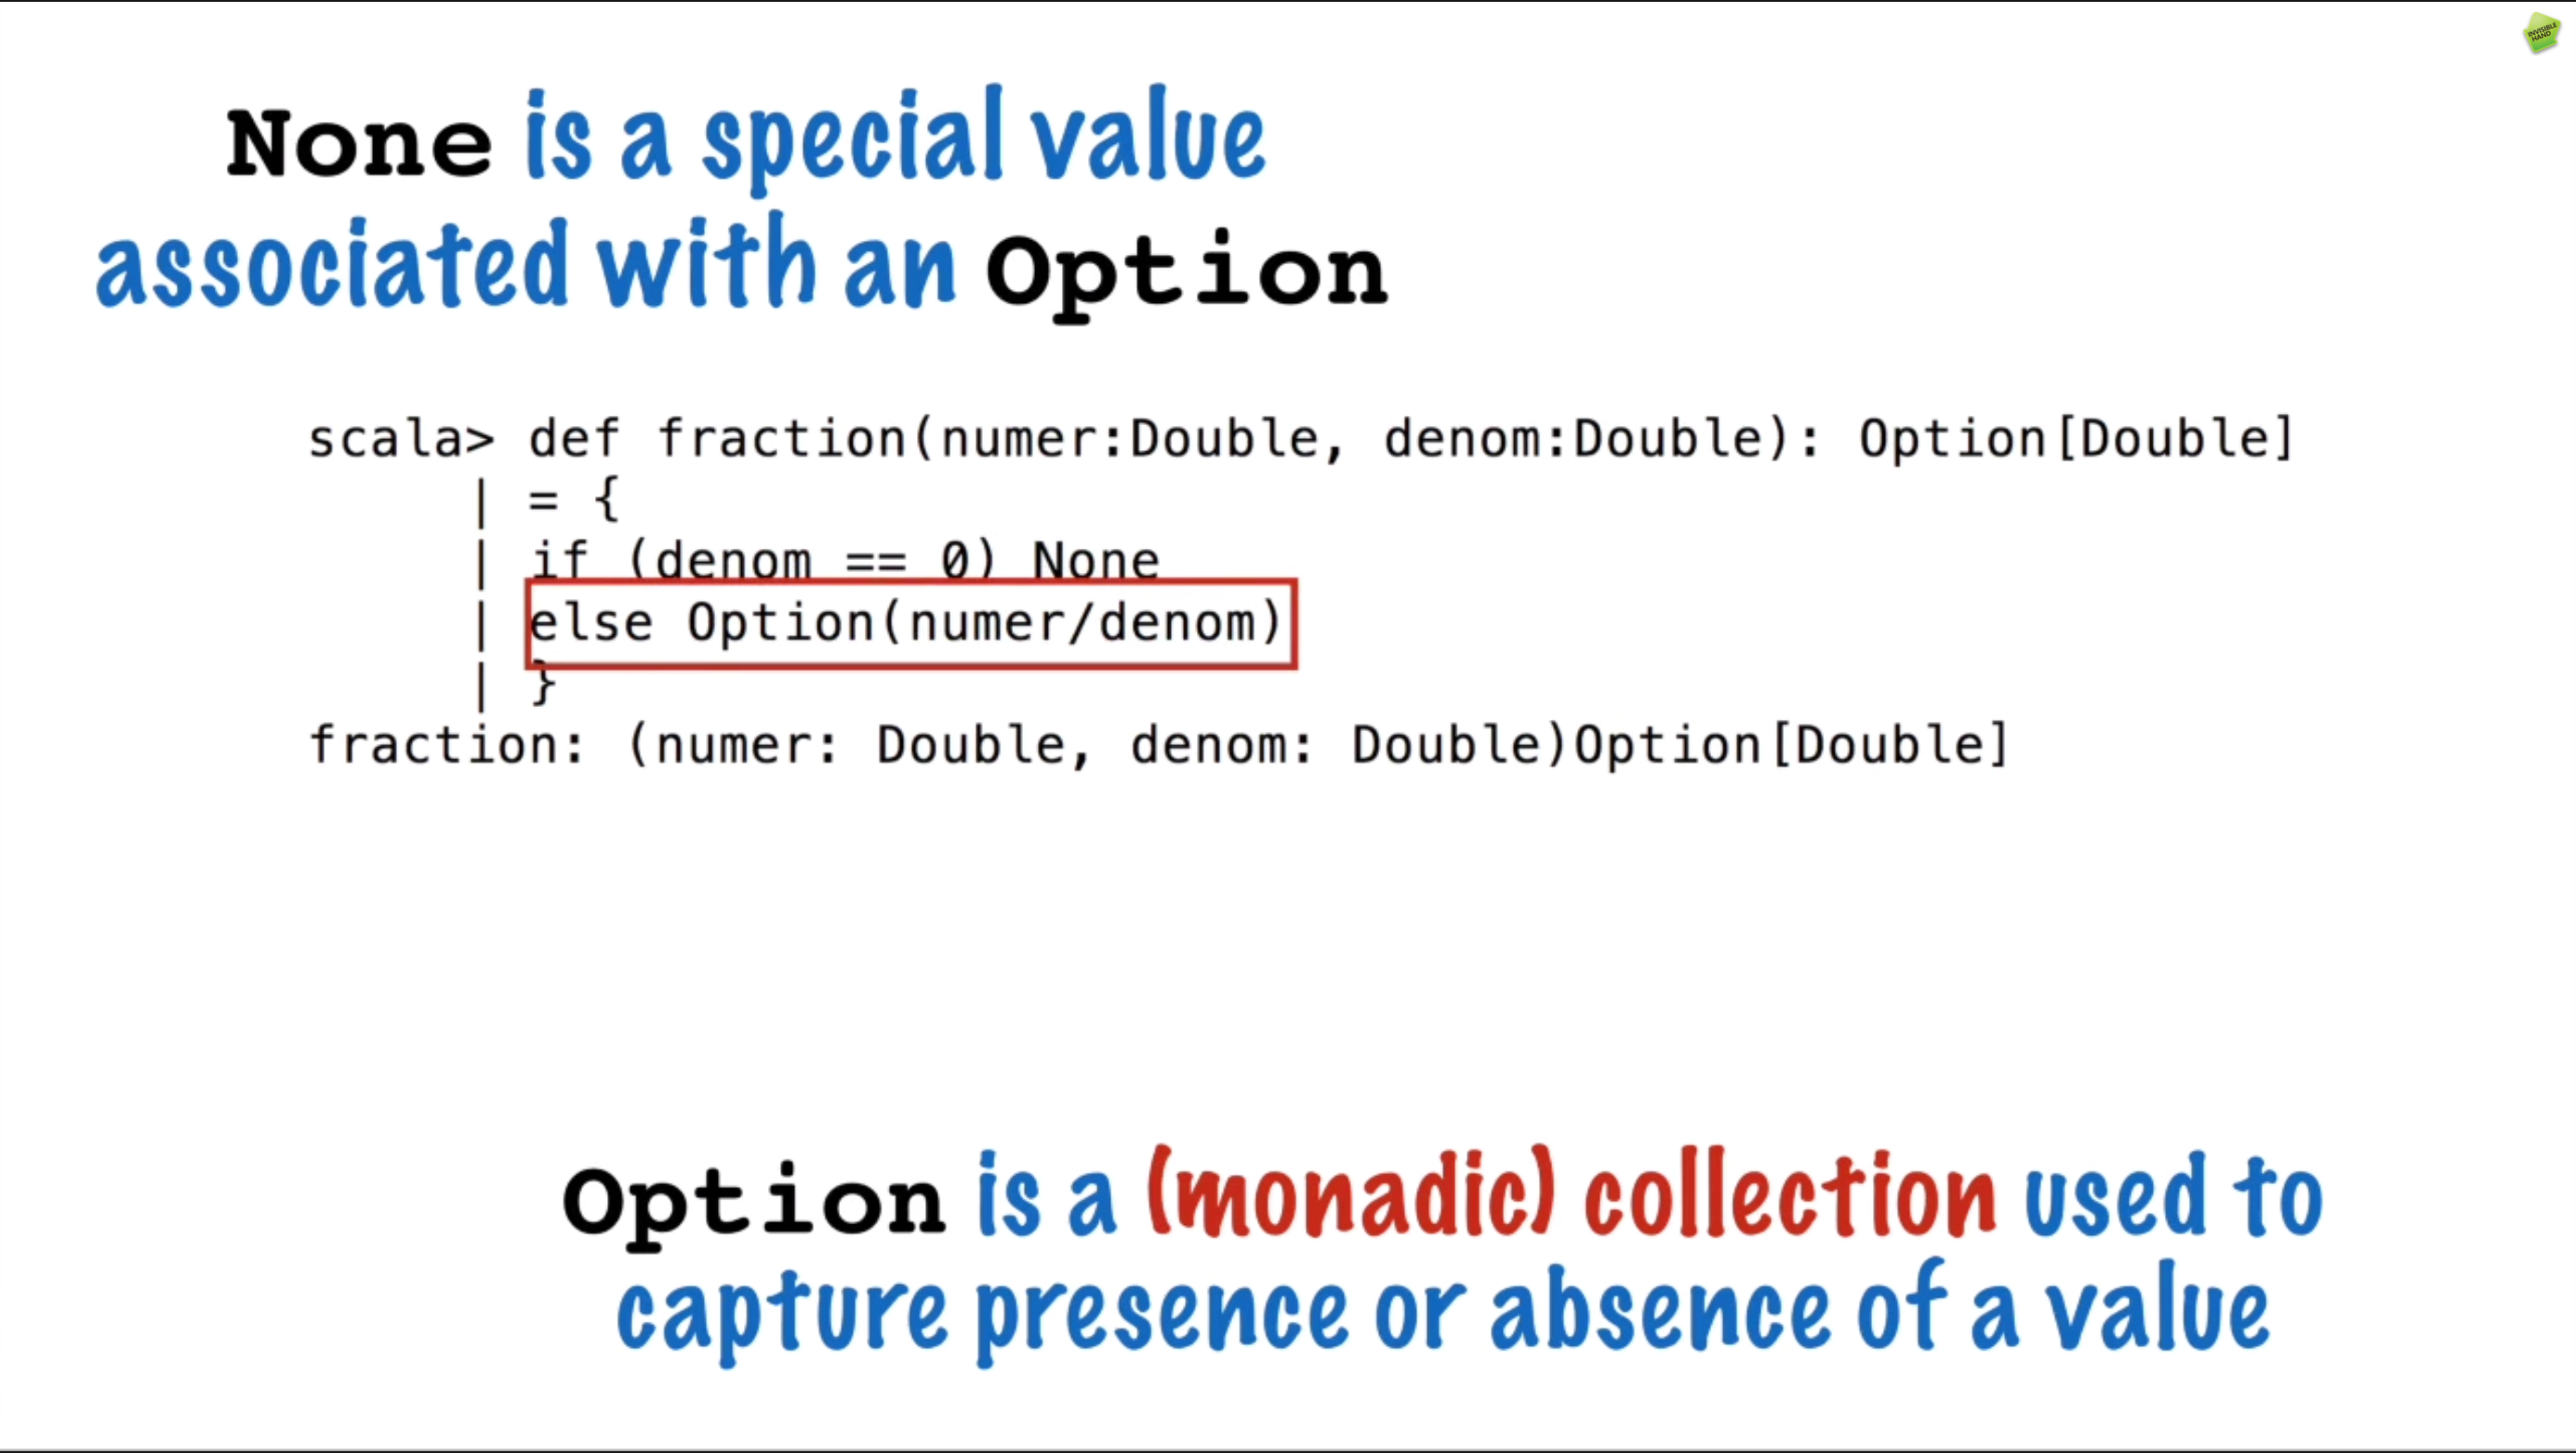 INVISIBLE
HAND
None is a special value
associated with an Option
scala> def fraction(numer:Double, denom:Double): Option[Double]
| = {
| if (denom == 0) None
| else Option(numer/denom)
| }
fraction: (numer: Double, denom: Double)Option[Double]
Option is a (monadic) collection used to
capture presence or absence of a value